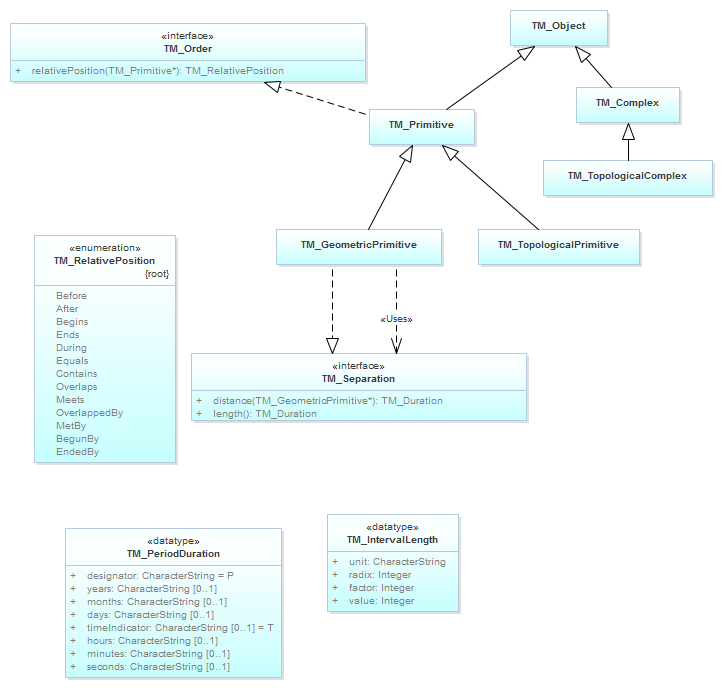 «interface»
TM_Order
+ relativePosition(TM_Primitive*): TM_RelativePosition
TM_Object
TM_Complex
TM_Primitive
TM_TopologicalComplex
TM_GeometricPrimitive
TM_TopologicalPrimitive
«enumeration»
TM_RelativePosition
{root}
Before
After
Begins
Ends
During
Equals
Contains
Overlaps
Meets
OverlappedBy
MetBy
BegunBy
EndedBy
«Uses»
«interface»
TM_Separation
+ distance(TM_GeometricPrimitive*): TM_Duration
+ length(): TM_Duration
«datatype»
TM_PeriodDuration
+ designator: CharacterString = P
+ years: CharacterString [0..1]
+ months: CharacterString [0..1]
+ days: CharacterString [0..1]
+ timeIndicator: CharacterString [0..1] = T
+ hours: CharacterString [0..1]
+ minutes: CharacterString [0..1]
+ seconds: CharacterString [0..1]
«datatype»
TM_IntervalLength
+ unit: CharacterString
+ radix: Integer
+ factor: Integer
+ value: Integer